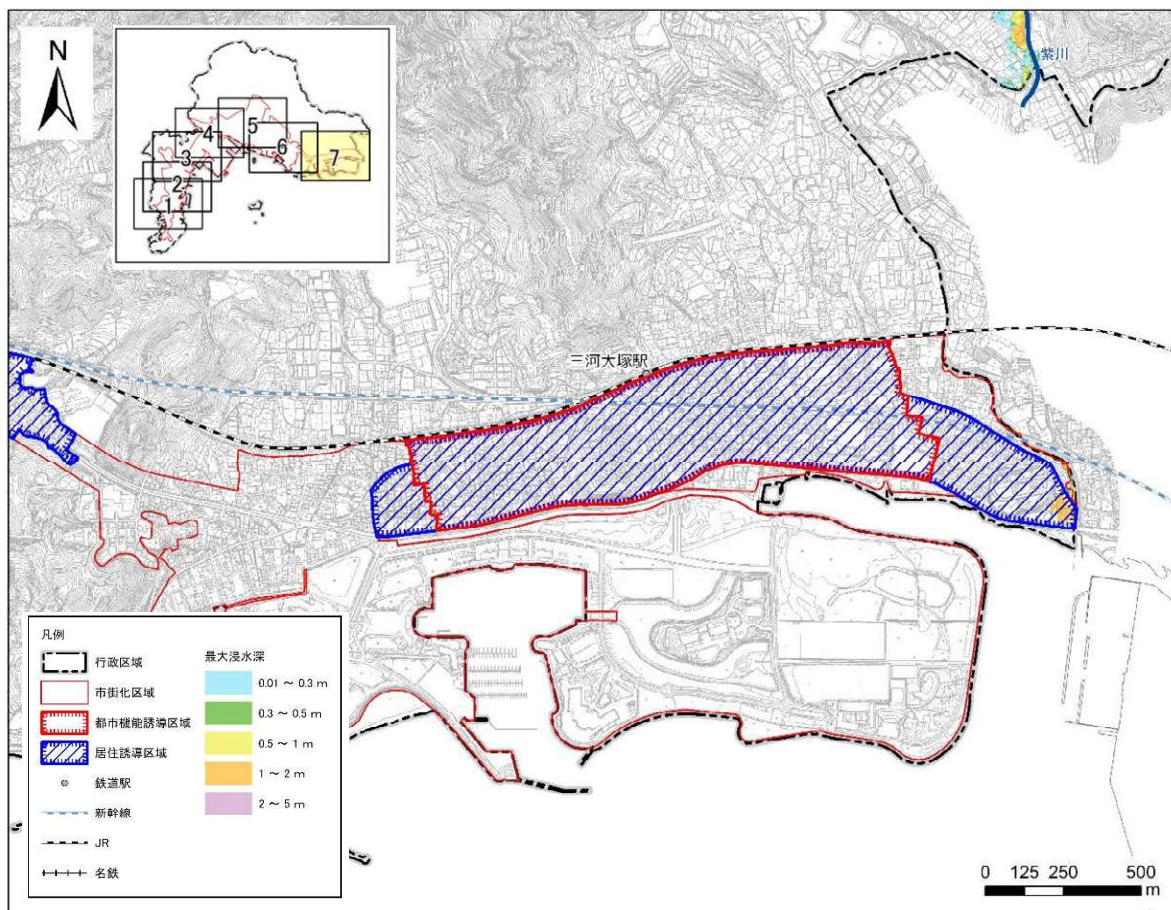 N
5
4
6
3
7
2
1
紫川
三河大塚駅
凡例
行政区域
市街化区域
都市機能誘導区域
居住誘導区域
鉄道駅
新幹線
JR
名鉄
最大浸水深
0.01 ～ 0.3 m
0.3 ～ 0.5 m
0.5 ～ 1 m
1 ～ 2 m
2 ～ 5 m
0 125 250 500
m